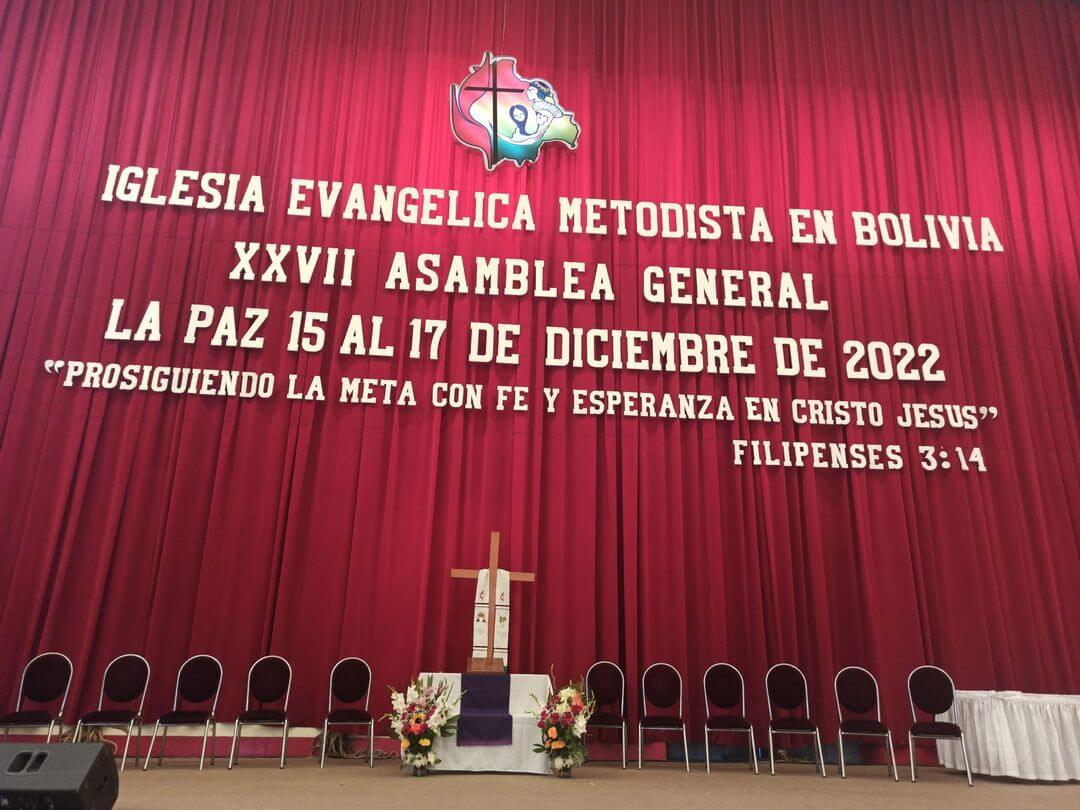 IGLESIA EVANGELICA METODISTA EN BOLIVIA
XXVII ASAMBLEA GENERAL
LA PAZ 15 AL 17 DE DICIEMBRE DE 2022
“PROSIGUIENDO LA META CON FE Y ESPERANZA EN CRISTO JESUS”
FILIPENSES 3:14